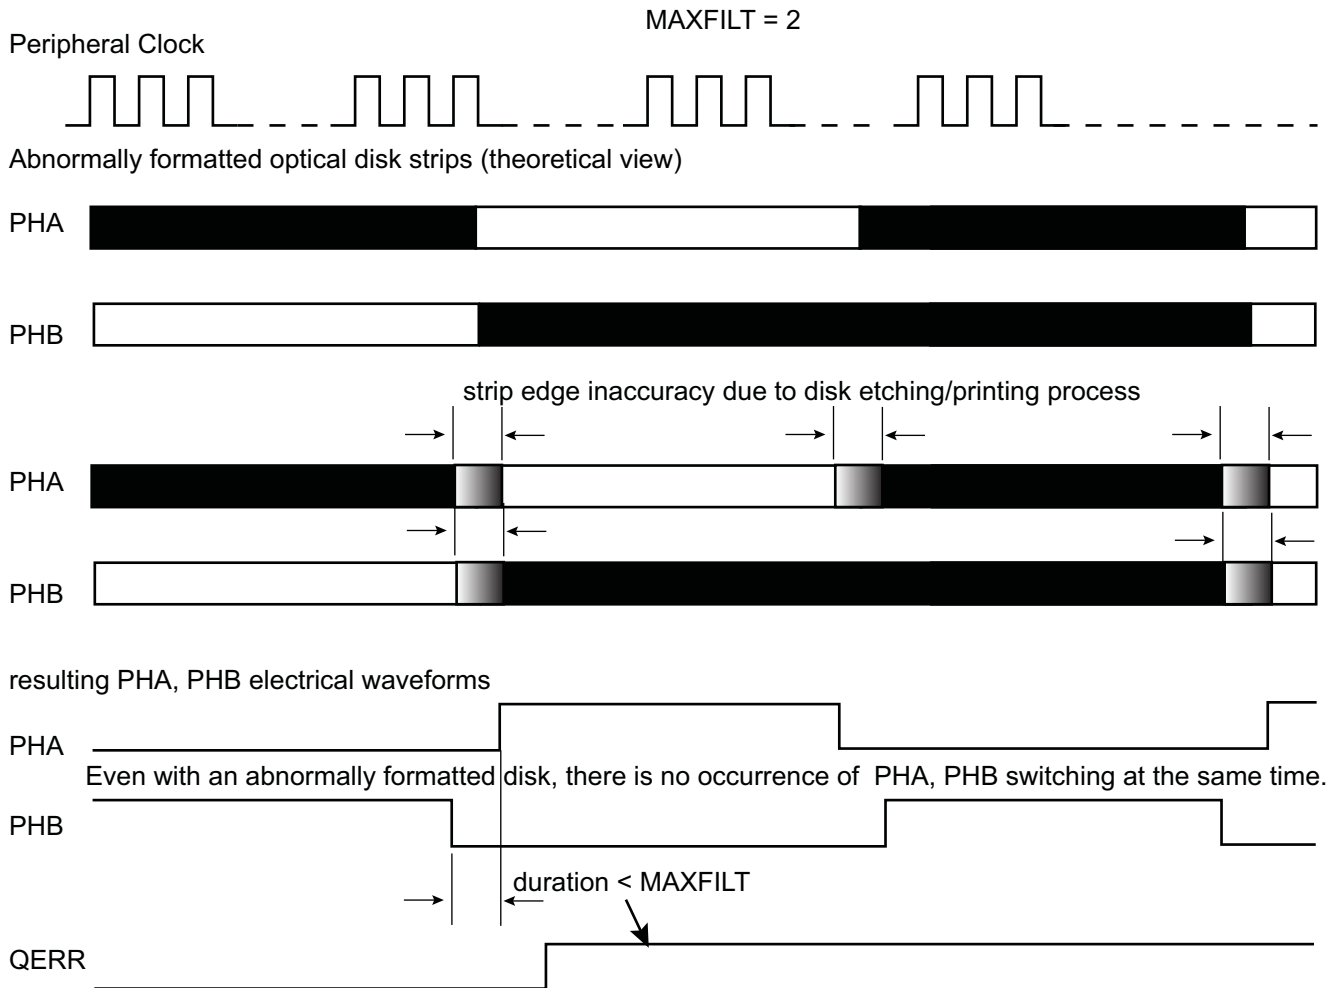 MAXFILT = 2
Peripheral Clock
Abnormally formatted optical disk strips (theoretical view)
PHA
PHB
strip edge inaccuracy due to disk etching/printing process
PHA
PHB
resulting PHA, PHB electrical waveforms
PHA
Even with an abnormally formatted disk, there is no occurrence of PHA, PHB switching at the same time.
PHB
duration < MAXFILT
QERR